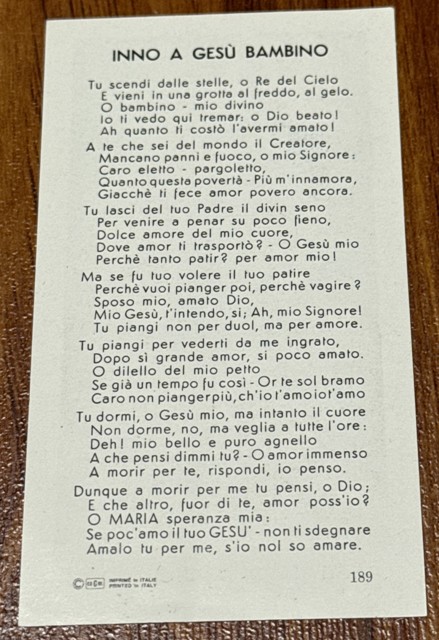 INNO A GESÙ BAMBINO
Tu scendi dalle stelle, o Re del Cielo
E vieni in una grotta al freddo, al gelo.
O bambino - mio divino
Io ti vedo qui tremar: o Dio beato!
Ah quanto ti costò l'avermi amato!
A te che sei del mondo il Creatore,
Mancano panni e fuoco, o mio Signore:
Caro eletto - pargoletto,
Quanto questa povertà - Più m'innamora,
Giacchè ti fece amor povero ancora.
Tu lasci del tuo Padre il divin seno
Per venire a penar su poco fieno,
Dolce amore del mio cuore,
Dove amor ti trasportò? - O Gesù mio
Perchè tanto patir? per amor mio!
Ma se fu tuo volere il tuo patire
Perchè vuoi pianger poi, perchè vagire?
Sposo mio, amato Dio,
Mio Gesù, t'intendo, si; Ah, mio Signore!
Tu piangi non per duol, ma per amore.
Tu piangi per vederti da me ingrato,
Dopo sì grande amor, si poco amato.
O dilello del mio petto
Se già un tempo fu così - Or te sol bramo
Caro non pianger più, ch'io t'amo io t'amo
Tu dormi, o Gesù mio, ma intanto il cuore
Non dorme, no, ma veglia a tutte l'ore:
Deh! mio bello e puro agnello
A che pensi dimmi tu? - O amor immenso
A morir per te, rispondi, io penso.
Dunque a morir per me tu pensi, o Dio;
E che altro, fuor di te, amor poss'io?
O MARIA speranza mia:
Se poc'amo il tuo GESU' - non ti sdegnare
Amalo tu per me, s'io nol so amare.
IMPRIMÉ en ITALIE
PRINTED in ITALY
189